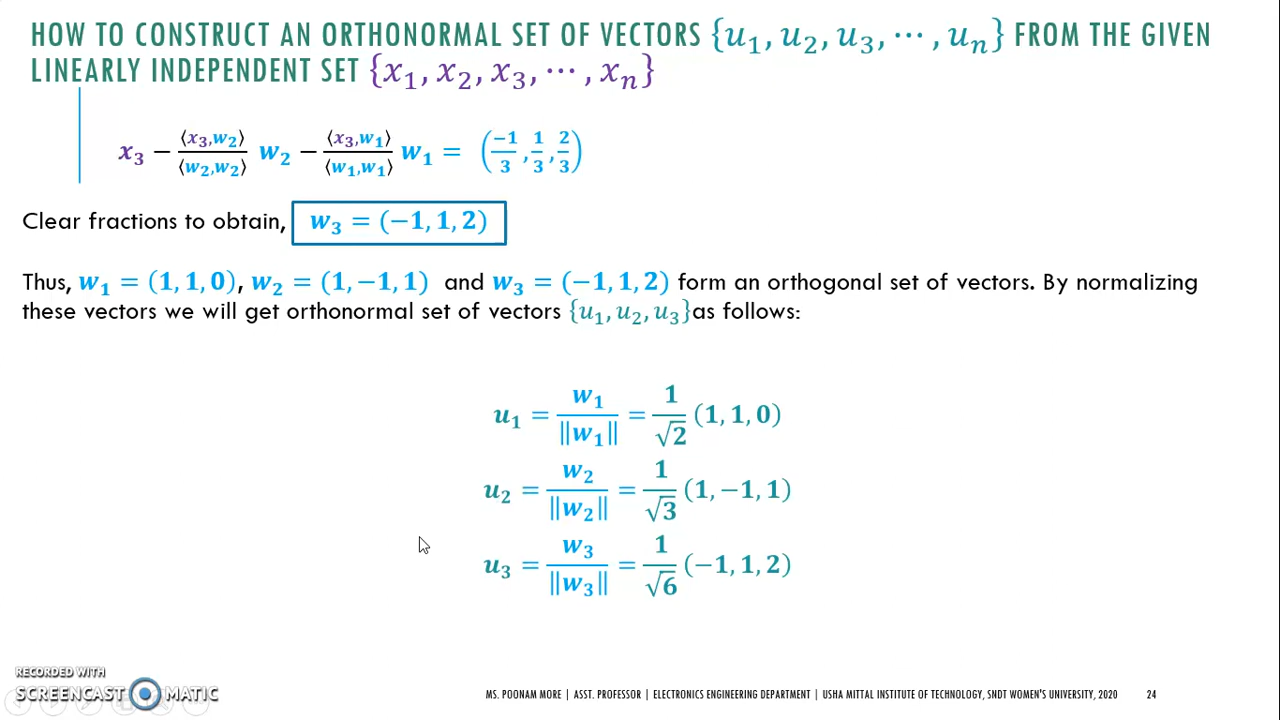 HOW TO CONSTRUCT AN ORTHONORMAL SET OF VECTORS {u₁, u₂, u₃, ⋯, uₙ} FROM THE GIVEN
LINEARLY INDEPENDENT SET {x₁, x₂, x₃, ⋯, xₙ}
x₃ − ⟨x₃,w₂⟩/⟨w₂,w₂⟩ w₂ − ⟨x₃,w₁⟩/⟨w₁,w₁⟩ w₁ = (−1/3, 1/3, 2/3)
Clear fractions to obtain, w₃ = (−1, 1, 2)
Thus, w₁ = (1, 1, 0), w₂ = (1, −1, 1) and w₃ = (−1, 1, 2) form an orthogonal set of vectors. By normalizing
these vectors we will get orthonormal set of vectors {u₁, u₂, u₃}as follows:
u₁ = w₁/‖w₁‖ = 1/√2 (1, 1, 0)
u₂ = w₂/‖w₂‖ = 1/√3 (1, −1, 1)
u₃ = w₃/‖w₃‖ = 1/√6 (−1, 1, 2)
RECORDED WITH
SCREENCAST MATIC
MS. POONAM MORE | ASST. PROFESSOR | ELECTRONICS ENGINEERING DEPARTMENT | USHA MITTAL INSTITUTE OF TECHNOLOGY, SNDT WOMEN'S UNIVERSITY, 2020 24